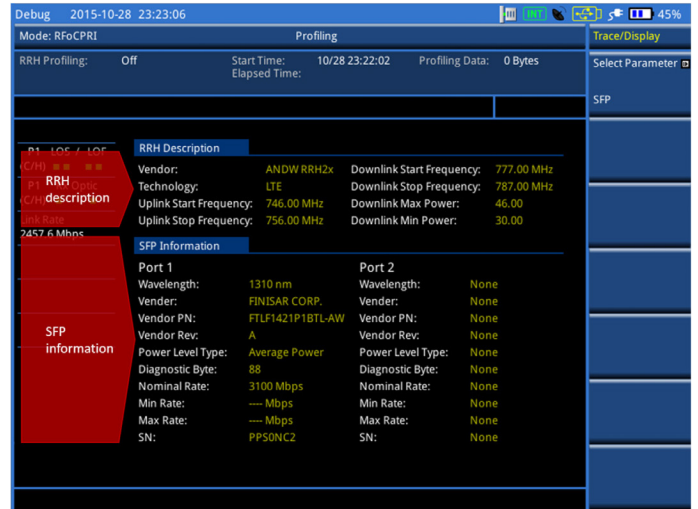 Debug 2015-10-28 23:23:06 INT 45%
Mode: RFoCPRI Profiling Trace/Display
RRH Profiling: Off Start Time: 10/28 23:22:02 Profiling Data: 0 Bytes
Elapsed Time:
Select Parameter
SFP
P1 LOS / LOF
(C/H)
P1 Optic
(C/H)
Link Rate
2457.6 Mbps
RRH
description
RRH Description
Vendor: ANDW RRH2x Downlink Start Frequency: 777.00 MHz
Technology: LTE Downlink Stop Frequency: 787.00 MHz
Uplink Start Frequency: 746.00 MHz Downlink Max Power: 46.00
Uplink Stop Frequency: 756.00 MHz Downlink Min Power: 30.00
SFP
information
SFP Information
Port 1 Port 2
Wavelength: 1310 nm Wavelength: None
Vender: FINISAR CORP. Vender: None
Vendor PN: FTLF1421P1BTL-AW Vendor PN: None
Vendor Rev: A Vendor Rev: None
Power Level Type: Average Power Power Level Type: None
Diagnostic Byte: 88 Diagnostic Byte: None
Nominal Rate: 3100 Mbps Nominal Rate: None
Min Rate: ---- Mbps Min Rate: None
Max Rate: ---- Mbps Max Rate: None
SN: PPS0NC2 SN: None